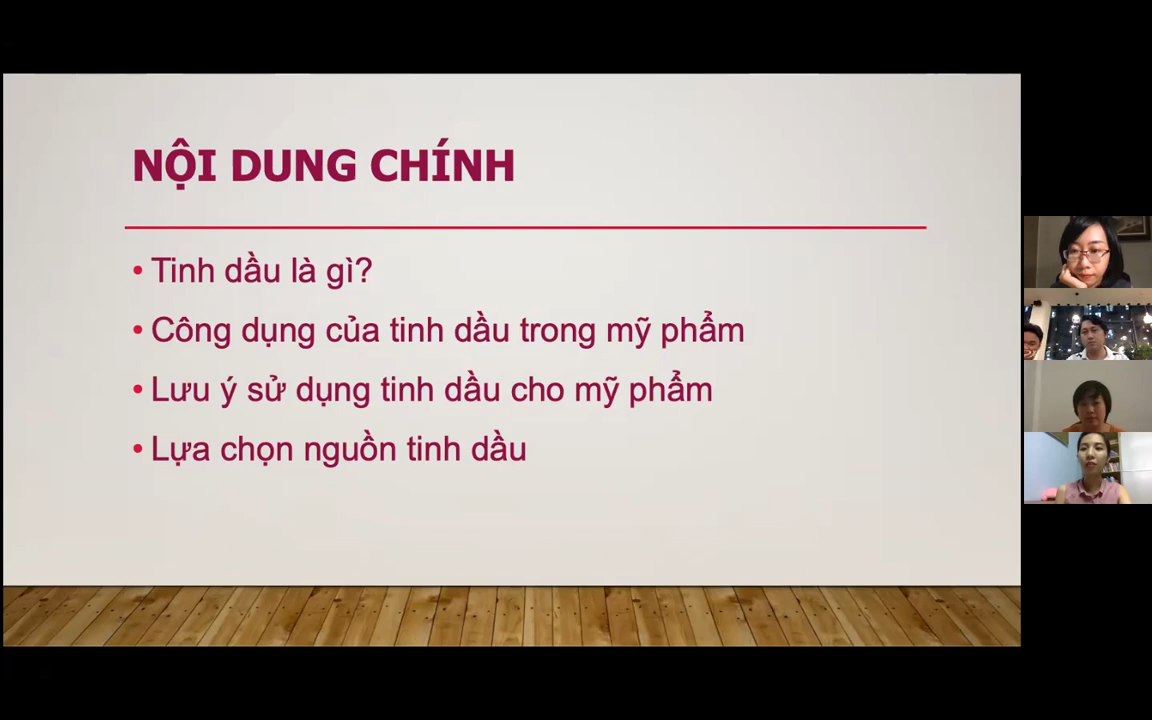 NỘI DUNG CHÍNH
• Tinh dầu là gì?
• Công dụng của tinh dầu trong mỹ phẩm
• Lưu ý sử dụng tinh dầu cho mỹ phẩm
• Lựa chọn nguồn tinh dầu